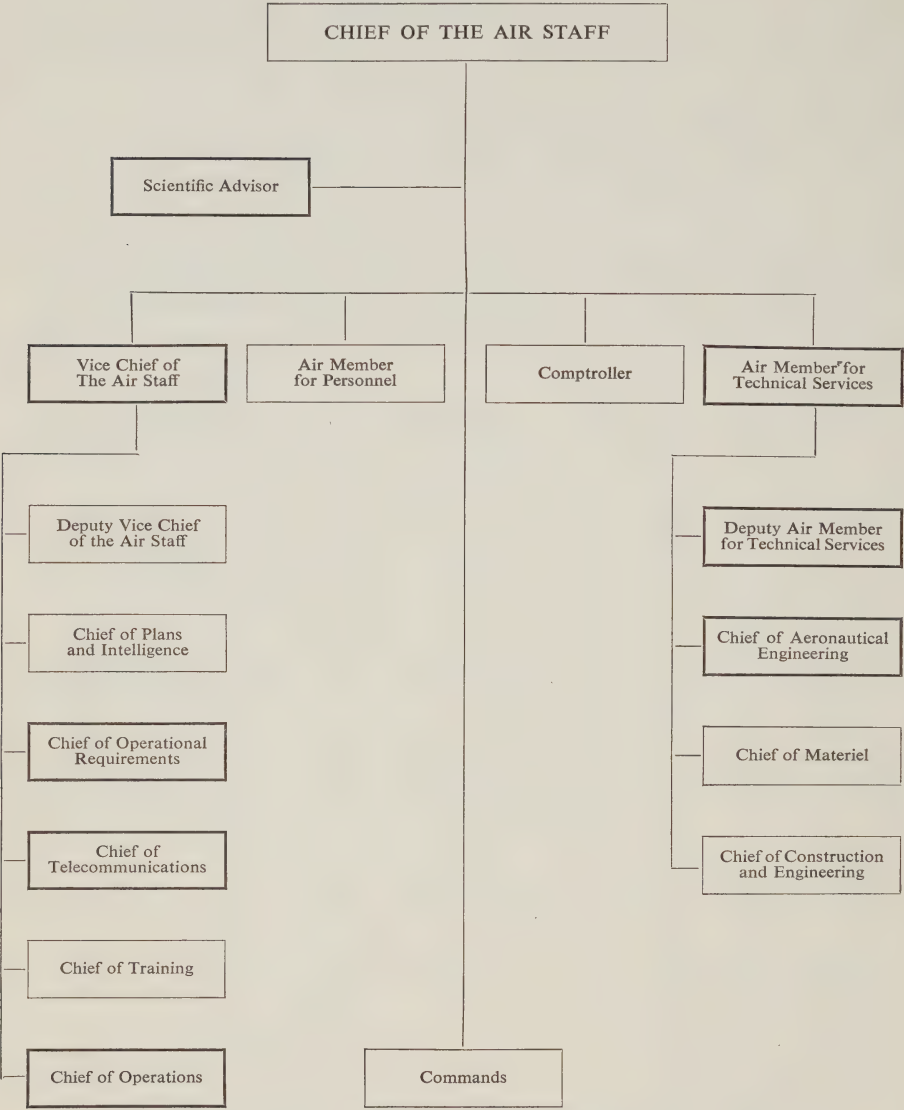 CHIEF OF THE AIR STAFF
Scientific Advisor
Vice Chief of
The Air Staff
Air Member
for Personnel
Comptroller
Air Member for
Technical Services
Deputy Vice Chief
of the Air Staff
Chief of Plans
and Intelligence
Chief of Operational
Requirements
Chief of
Telecommunications
Chief of Training
Chief of Operations
Deputy Air Member
for Technical Services
Chief of Aeronautical
Engineering
Chief of Materiel
Chief of Construction
and Engineering
Commands